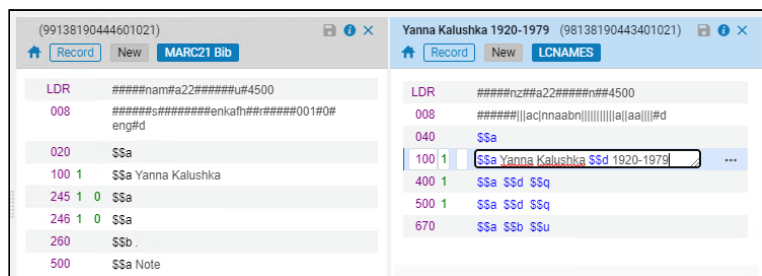 (99138190444601021)
Record New MARC21 Bib
LDR #####nam#a22######u#4500
008 ######s########enkafh##r#####001#0#
eng#d
020 $$a
100 1 $$a Yanna Kalushka
245 1 0 $$a
246 1 0 $$a
260 $$b .
500 $$a Note
Yanna Kalushka 1920-1979 (98138190443401021)
Record New LCNAMES
LDR #####nz##a22#####n##4500
008 ######|||ac|nnaabn|||||||||||a||aa||||#d
040 $$a
100 1 $$a Yanna Kalushka $$d 1920-1979
400 1 $$a $$d $$q
500 1 $$a $$d $$q
670 $$a $$b $$u